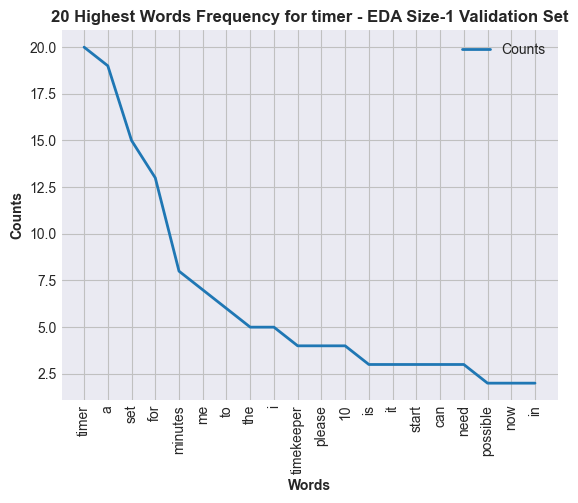 20 Highest Words Frequency for timer - EDA Size-1 Validation Set
Counts
20.0
17.5
15.0
12.5
10.0
7.5
5.0
2.5
Counts
timer
a
set
for
minutes
me
to
the
i
timekeeper
please
10
is
it
start
can
need
possible
now
in
Words